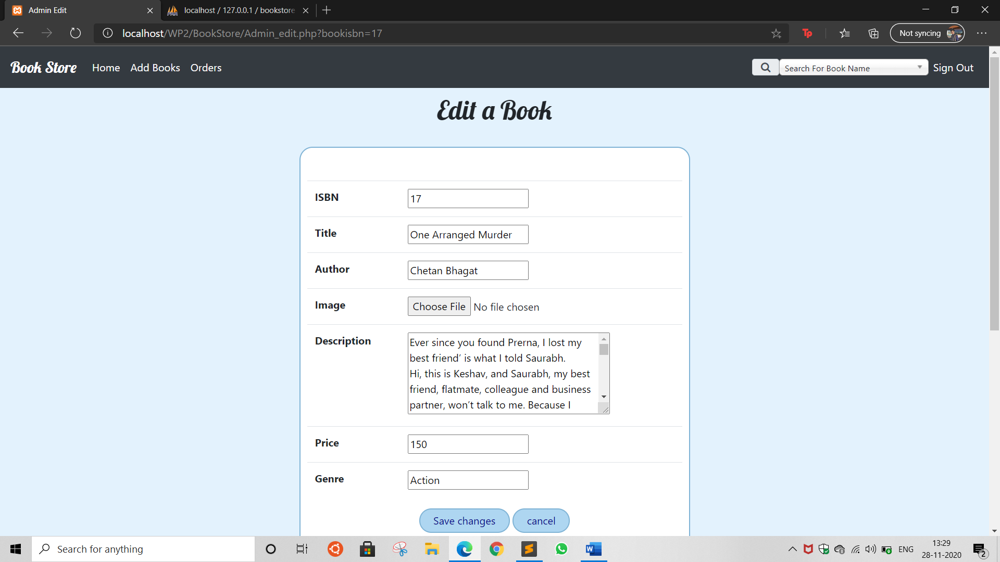 Admin Edit
localhost / 127.0.0.1 / bookstore
localhost/WP2/BookStore/Admin_edit.php?bookisbn=17
Tp
Not syncing
Book Store
Home
Add Books
Orders
Search For Book Name
Sign Out
Edit a Book
ISBN
17
Title
One Arranged Murder
Author
Chetan Bhagat
Image
Choose File No file chosen
Description
Ever since you found Prerna, I lost my
best friend’ is what I told Saurabh.
Hi, this is Keshav, and Saurabh, my best
friend, flatmate, colleague and business
partner, won’t talk to me. Because I
Price
150
Genre
Action
Save changes
cancel
Search for anything
ENG
13:29
28-11-2020
2